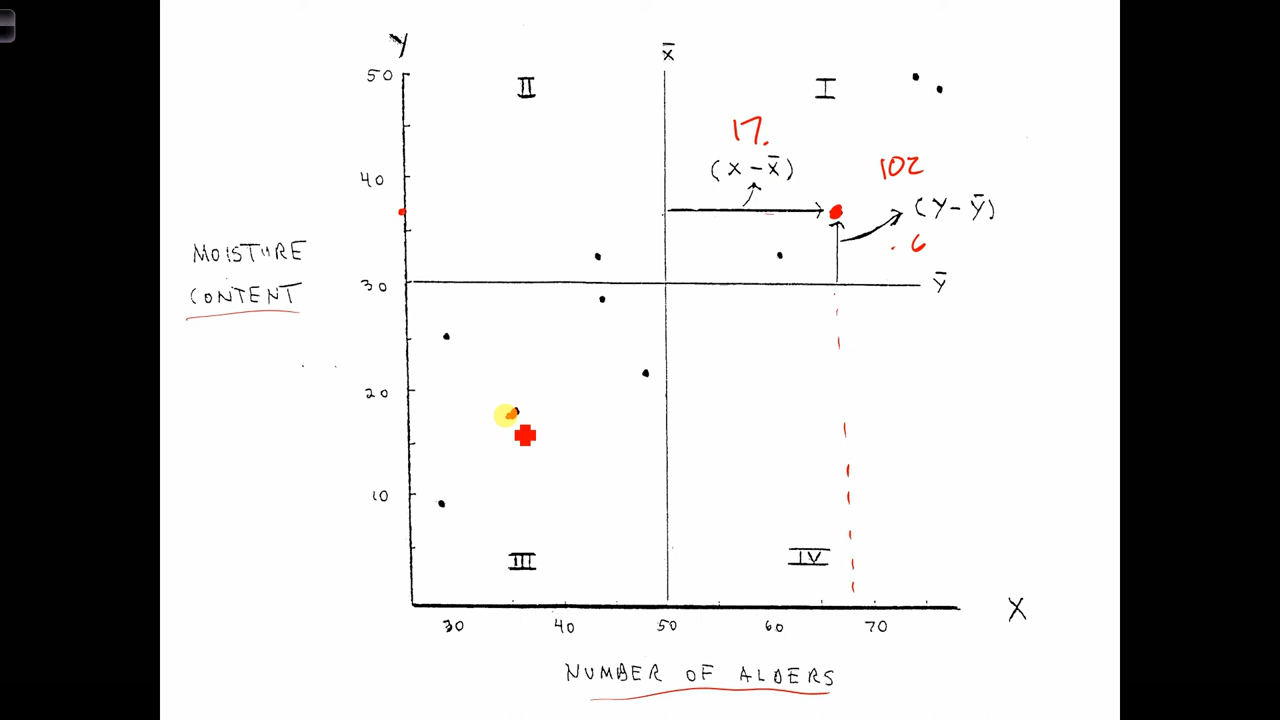 Y
X̄
50
II
I
17.
(X - X̄)
102
40
(Y - Ȳ)
. 6
MOISTURE
CONTENT
30
Ȳ
20
10
III
IV
30 40 50 60 70
X
NUMBER OF ALDERS